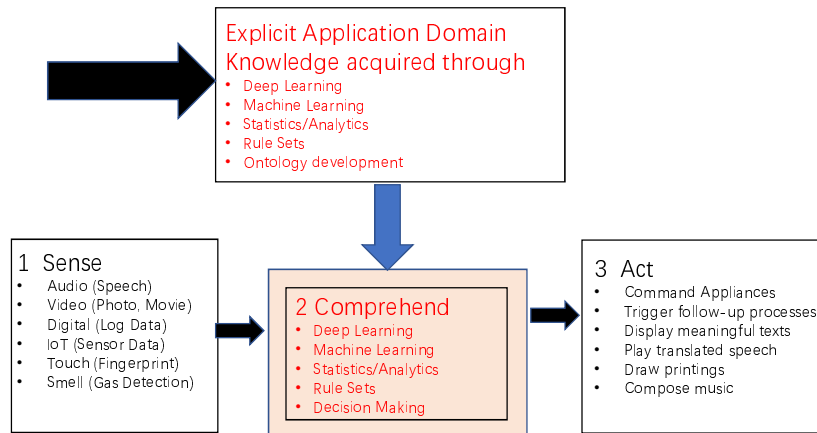 Explicit Application Domain
Knowledge acquired through
• Deep Learning
• Machine Learning
• Statistics/Analytics
• Rule Sets
• Ontology development
1 Sense
• Audio (Speech)
• Video (Photo, Movie)
• Digital (Log Data)
• IoT (Sensor Data)
• Touch (Fingerprint)
• Smell (Gas Detection)
2 Comprehend
• Deep Learning
• Machine Learning
• Statistics/Analytics
• Rule Sets
• Decision Making
3 Act
• Command Appliances
• Trigger follow-up processes
• Display meaningful texts
• Play translated speech
• Draw printings
• Compose music